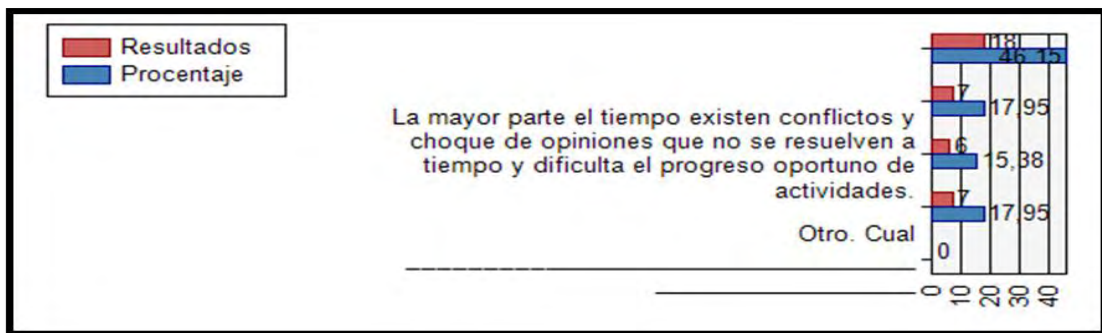 Resultados
Procentaje
18
46 15
7
17,95
La mayor parte el tiempo existen conflictos y
choque de opiniones que no se resuelven a
tiempo y dificulta el progreso oportuno de
actividades.
6
15,38
7
17,95
Otro. Cual
0
0 10 20 30 40